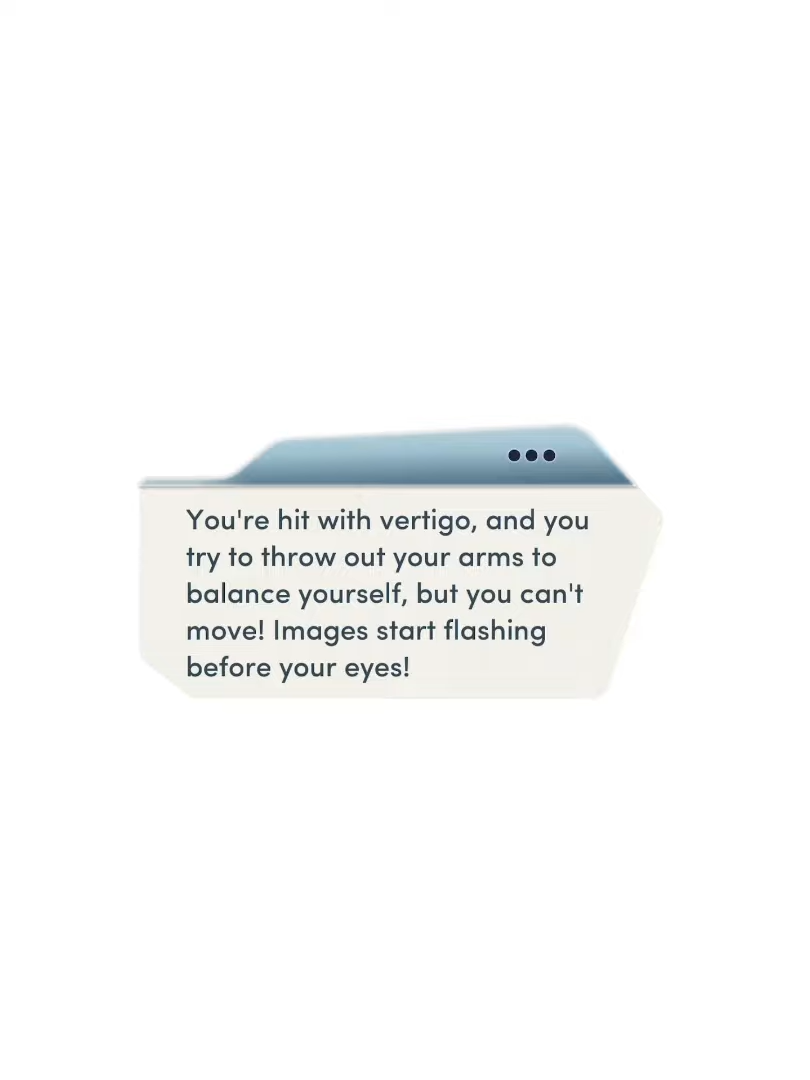 You're hit with vertigo, and you
try to throw out your arms to
balance yourself, but you can't
move! Images start flashing
before your eyes!